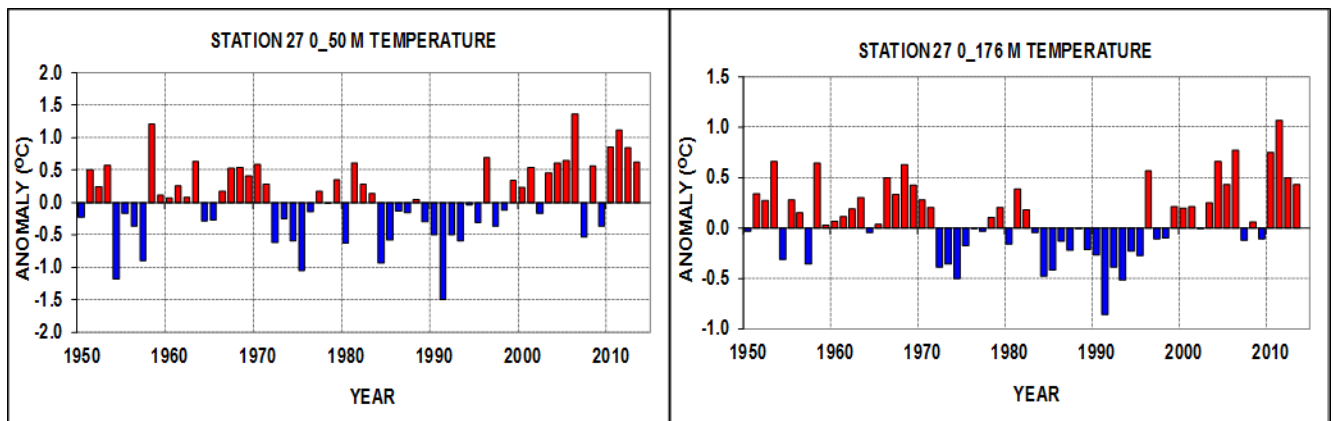 STATION 27 0_50 M TEMPERATURE
2.0
1.5
1.0
0.5
0.0
-0.5
-1.0
-1.5
-2.0
ANOMALY (ºC)
1950 1960 1970 1980 1990 2000 2010
YEAR
STATION 27 0_176 M TEMPERATURE
1.5
1.0
0.5
0.0
-0.5
-1.0
ANOMALY (ºC)
1950 1960 1970 1980 1990 2000 2010
YEAR